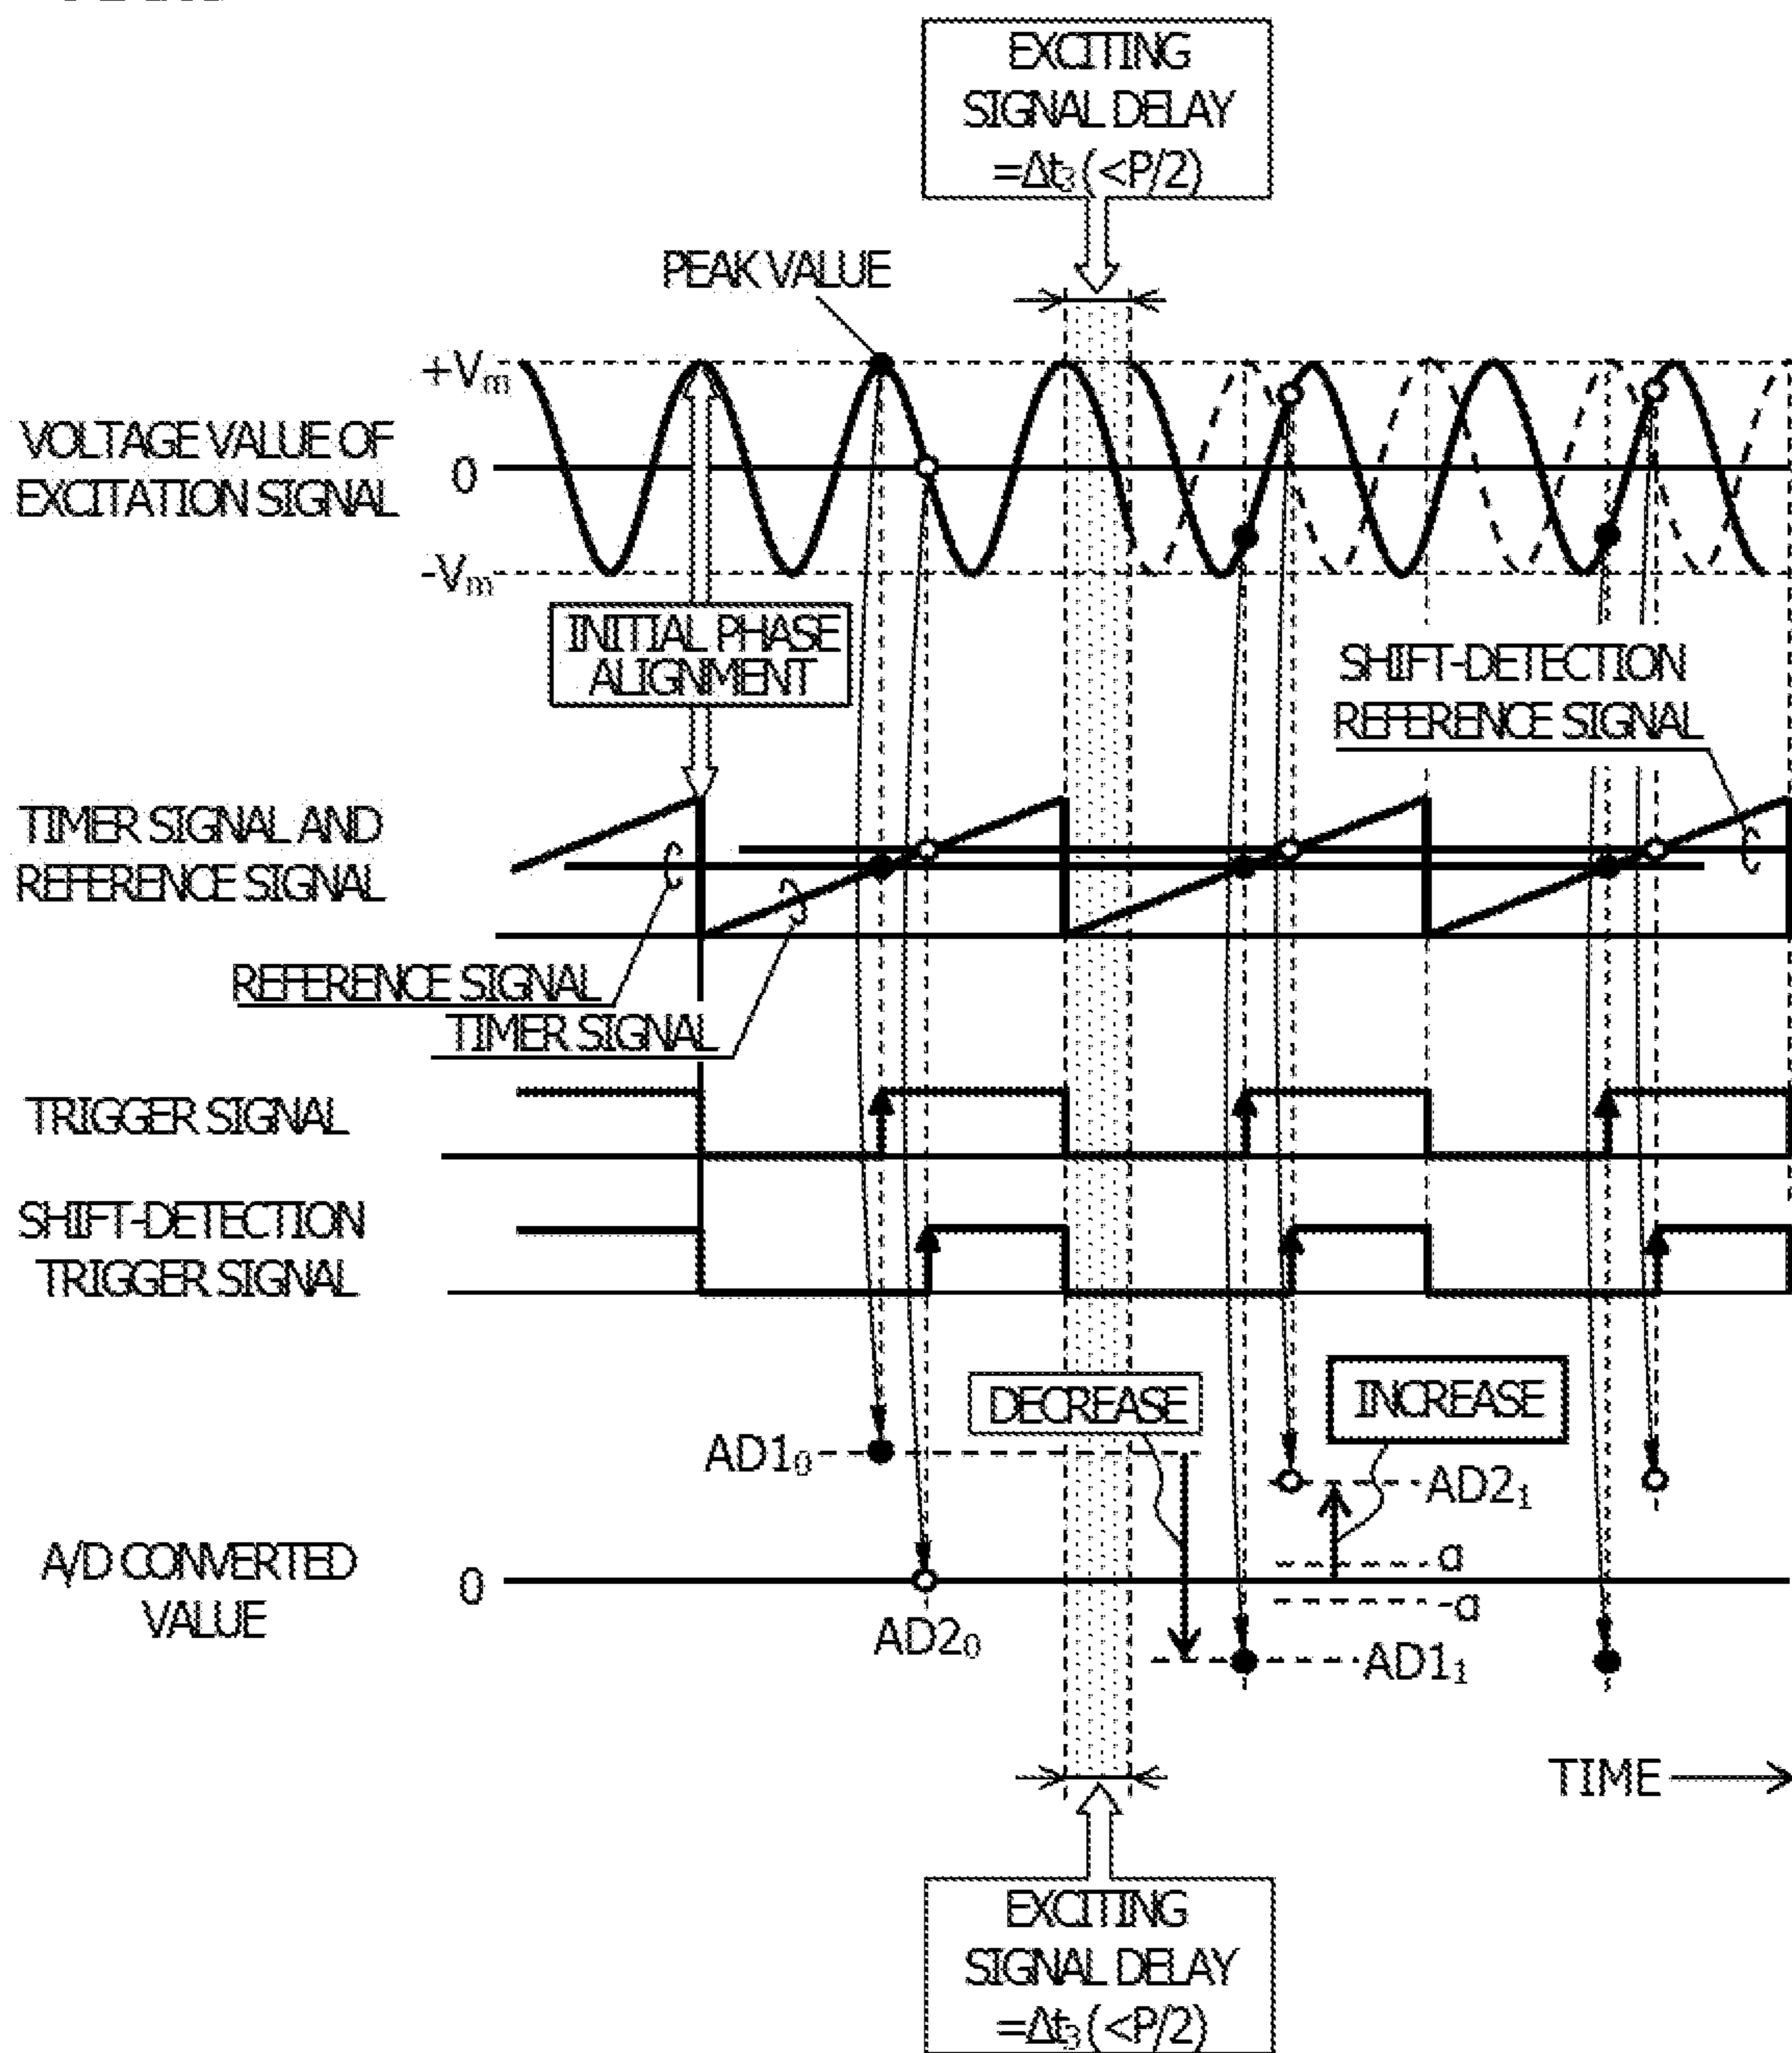 EXCITING
SIGNAL DELAY
=Δt₃(<P/2)
PEAK VALUE
+Vₘ
VOLTAGE VALUE OF
EXCITATION SIGNAL
0
-Vₘ
INITIAL PHASE
ALIGNMENT
SHIFT-DETECTION
REFERENCE SIGNAL
TIMER SIGNAL AND
REFERENCE SIGNAL
REFERENCE SIGNAL
TIMER SIGNAL
TRIGGER SIGNAL
SHIFT-DETECTION
TRIGGER SIGNAL
DECREASE
INCREASE
AD1₀
AD2₁
a
A/D CONVERTED
VALUE
0
-a
AD2₀
AD1₁
TIME
EXCITING
SIGNAL DELAY
=Δt₃(<P/2)